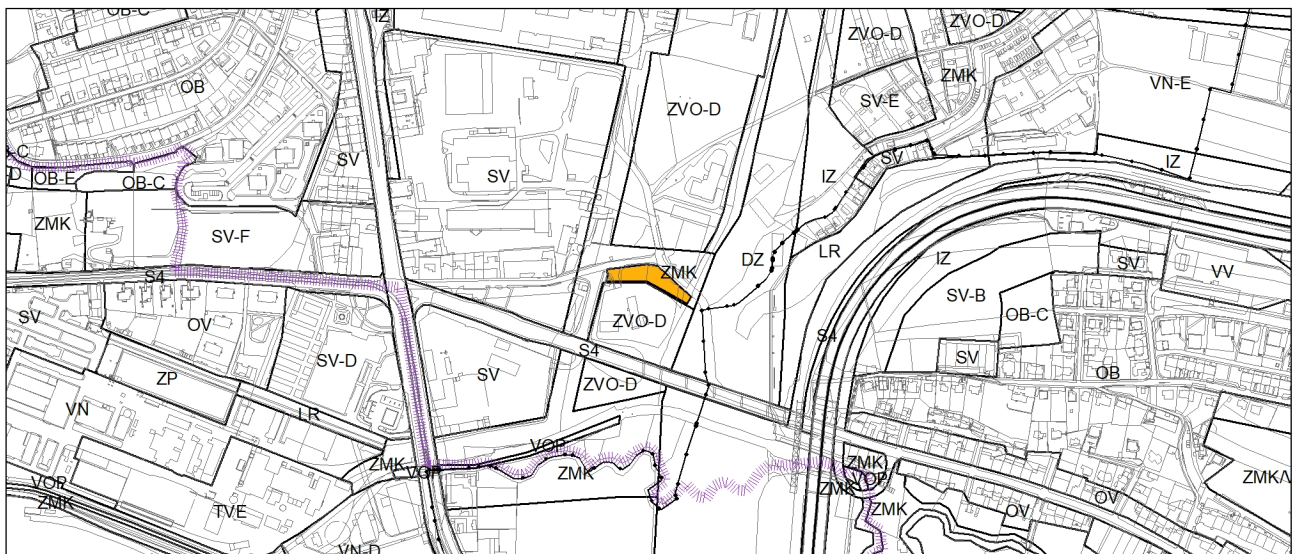 OB-C
IZ
ZVO-D
ZVO-D
OB
ZMK
SV-E
VN-E
ZVO-D
SV
SV
IZ
OB-E
OB-C
SV
IZ
ZMK
SV-F
LR
DZ
IZ
SV
VV
S4
ZMK
SV-B
OV
ZVO-D
OB-C
SV
S4
SV-D
S4
SV
ZP
SV
ZVO-D
OB
VN
LR
VOP
ZMK
VOP
ZMK
ZMK
VOP
ZMK
ZMK
VOP
ZMK
TVE
OV
OV
VN-D